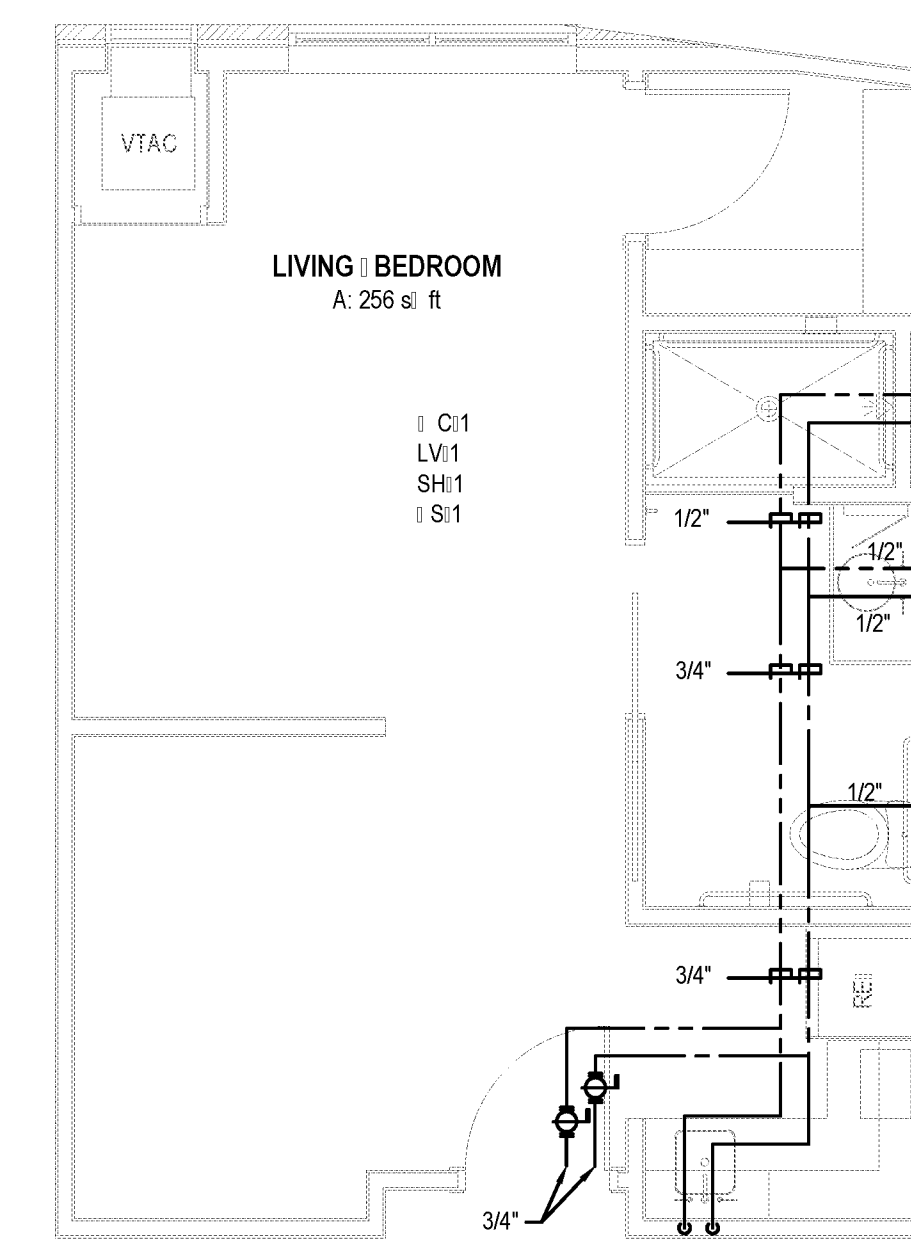 VTAC
LIVING ▯ BEDROOM
A: 256 s▯ ft
▯ C▯1
LV▯1
SH▯1
▯ S▯1
1/2"
1/2"
1/2"
3/4"
1/2"
3/4"
3/4"